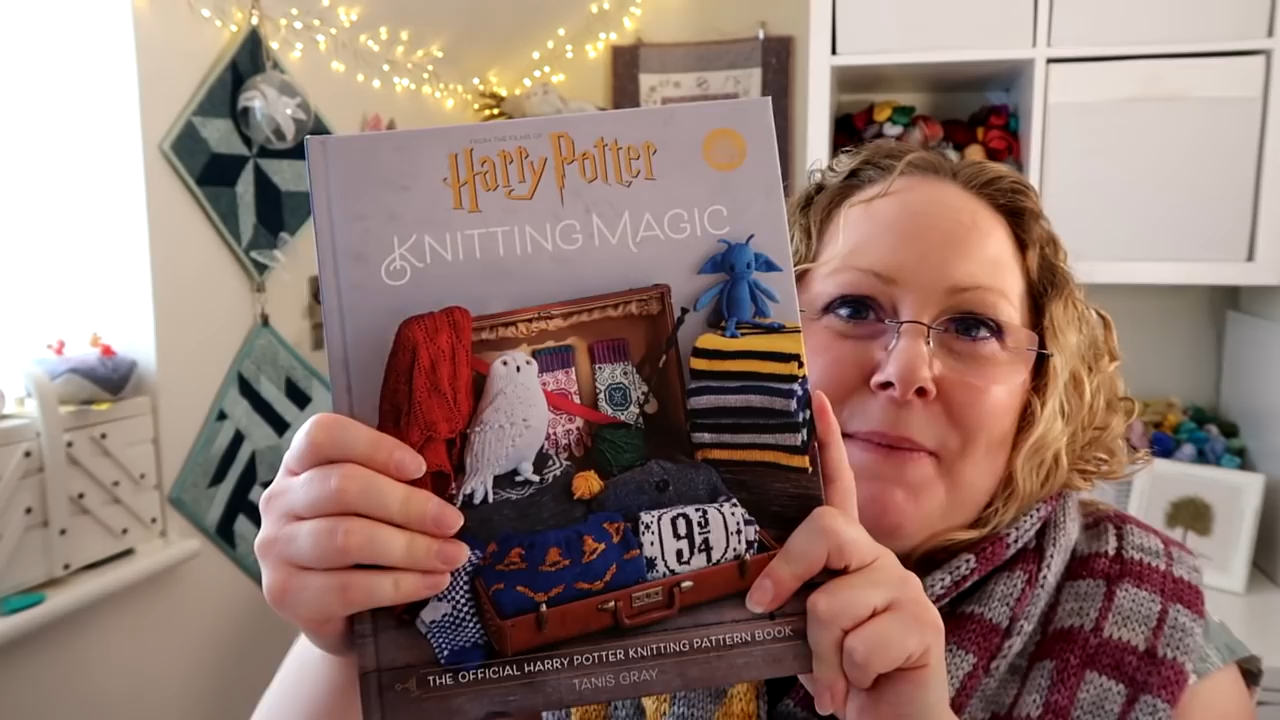 FROM THE FILMS OF
Harry Potter
KNITTING MAGIC
9¾
THE OFFICIAL HARRY POTTER KNITTING PATTERN BOOK
TANIS GRAY